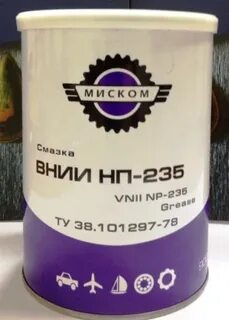 МИСКОМ
Смазка
ВНИИ НП-235
VNII NP-235
Grease
ТУ 38.101297-78